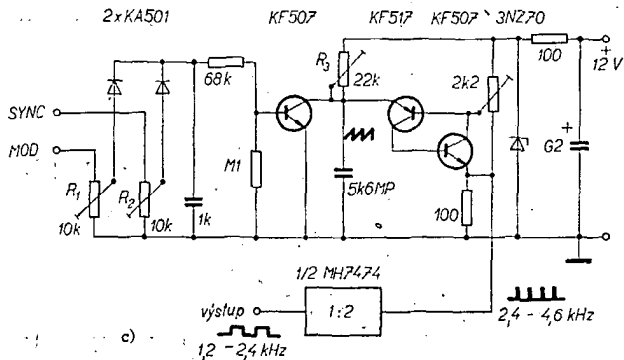 2xKA501 KF507 KF517 KF507 3NZ70
R3
22k
68k
2k2
100
+
12 V
SYNC
MOD
M1
5k6MP
+
G2
R1
10k
R2
10k
1k
100
1/2 MH7474
výstup
1:2
2,4 – 4,6 kHz
c)
1,2 – 2,4 kHz